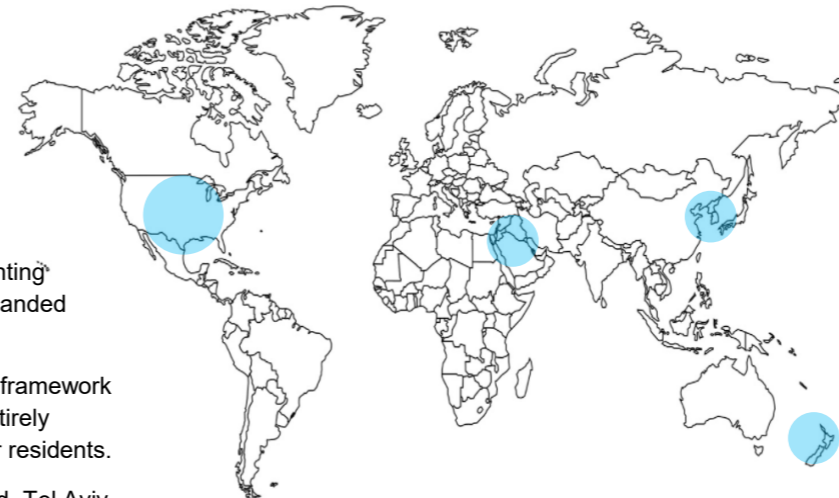 nting
anded
framework
tirely
r residents.
d, Tel Aviv